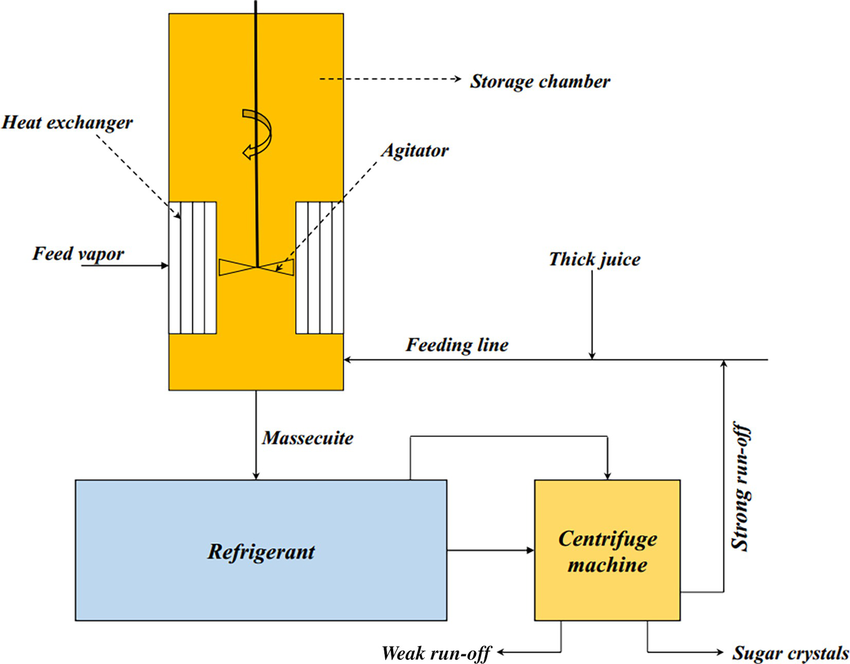 Storage chamber
Heat exchanger
Agitator
Feed vapor
Thick juice
Feeding line
Massecuite
Strong run-off
Refrigerant
Centrifuge
machine
Weak run-off
Sugar crystals